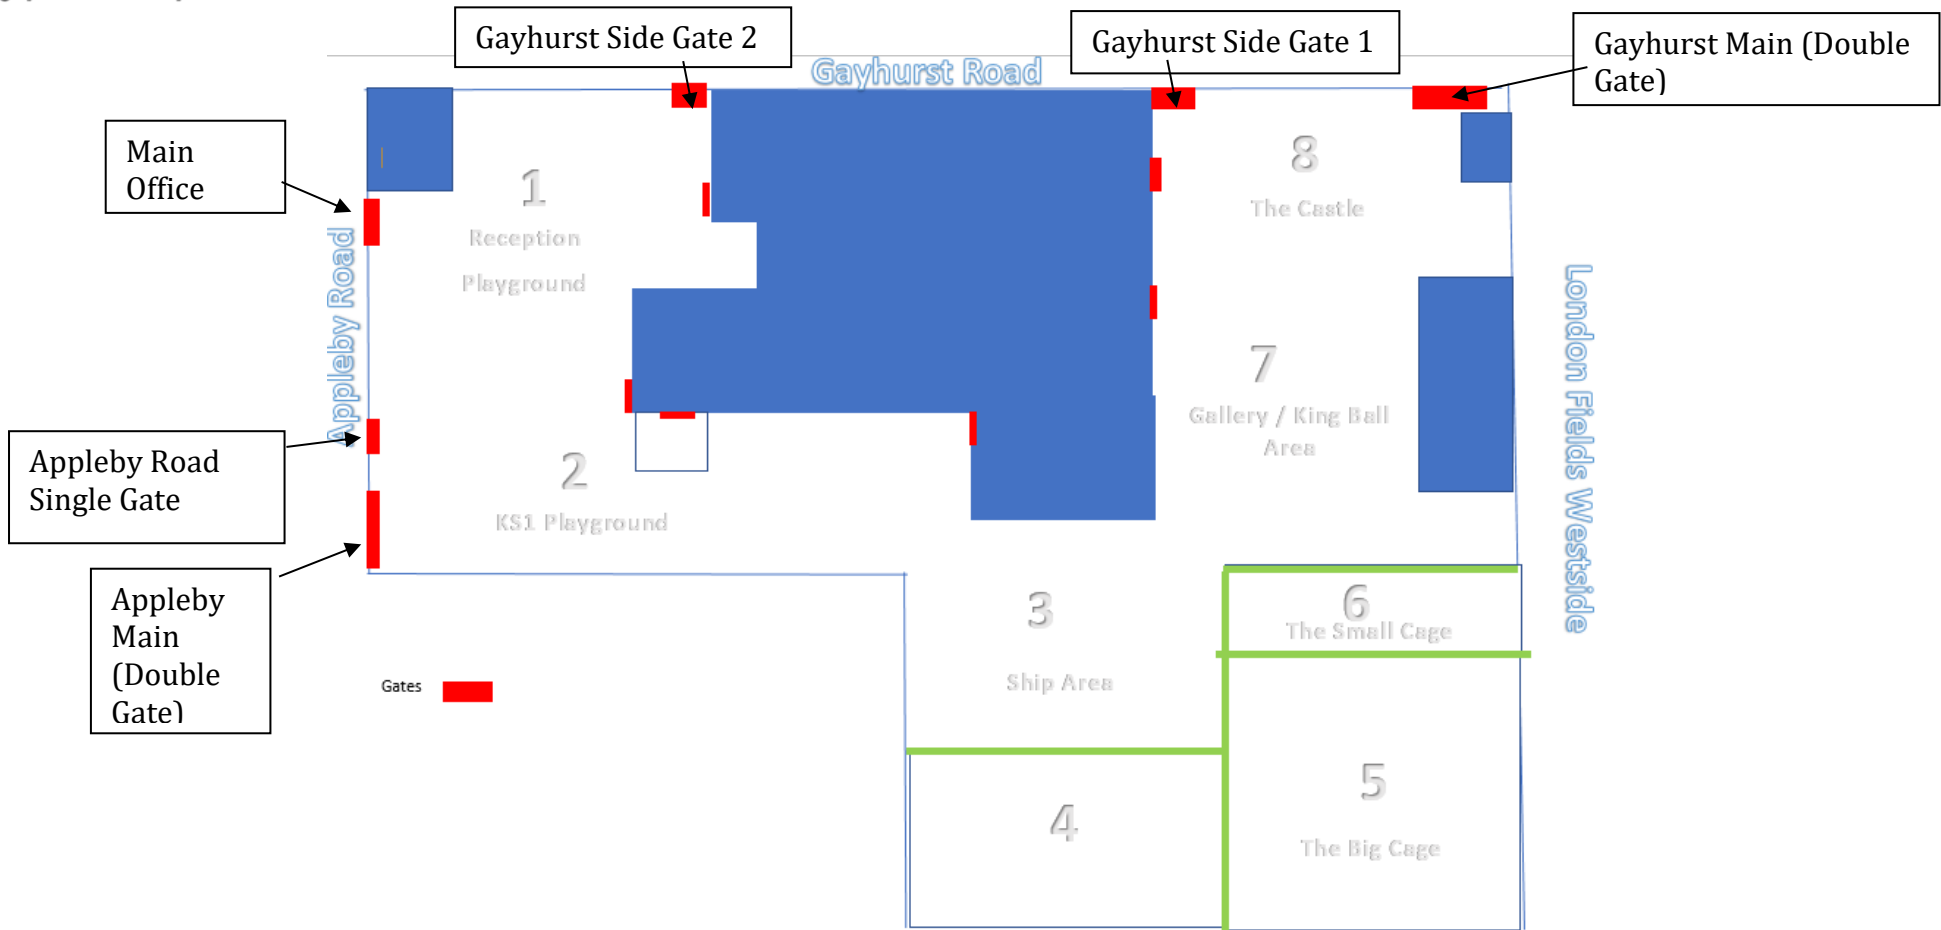 Gayhurst Side Gate 2
Gayhurst Side Gate 1
Gayhurst Main (Double
Gate)
Gayhurst Road
Main
Office
1
Reception
Playground
8
The Castle
Appleby Road
London Fields Westside
7
Gallery / King Ball
Area
Appleby Road
Single Gate
2
KS1 Playground
Appleby
Main
(Double
Gate)
3
Ship Area
6
The Small Cage
Gates
4
5
The Big Cage